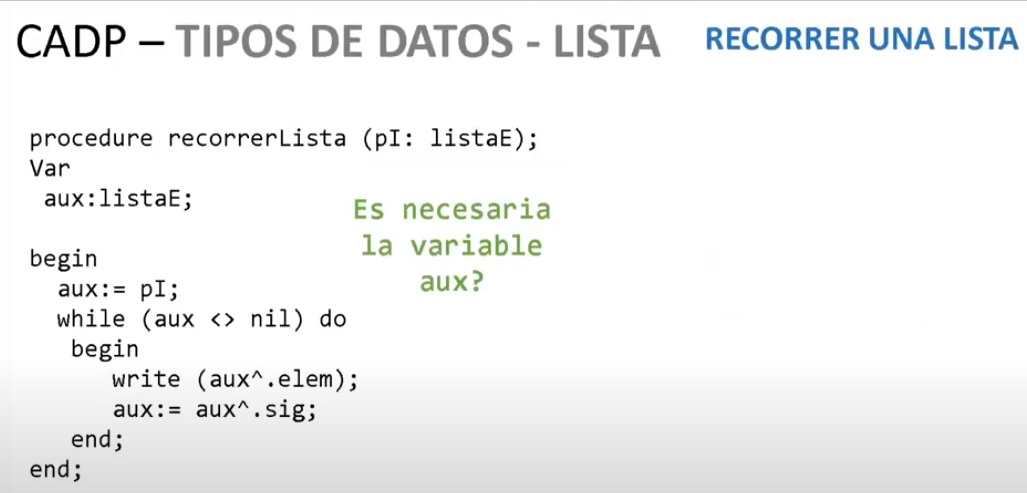 CADP – TIPOS DE DATOS - LISTA
RECORRER UNA LISTA
procedure recorrerLista (pI: listaE);
Var
aux:listaE;
Es necesaria
la variable
aux?
begin
aux:= pI;
while (aux <> nil) do
begin
write (aux^.elem);
aux:= aux^.sig;
end;
end;